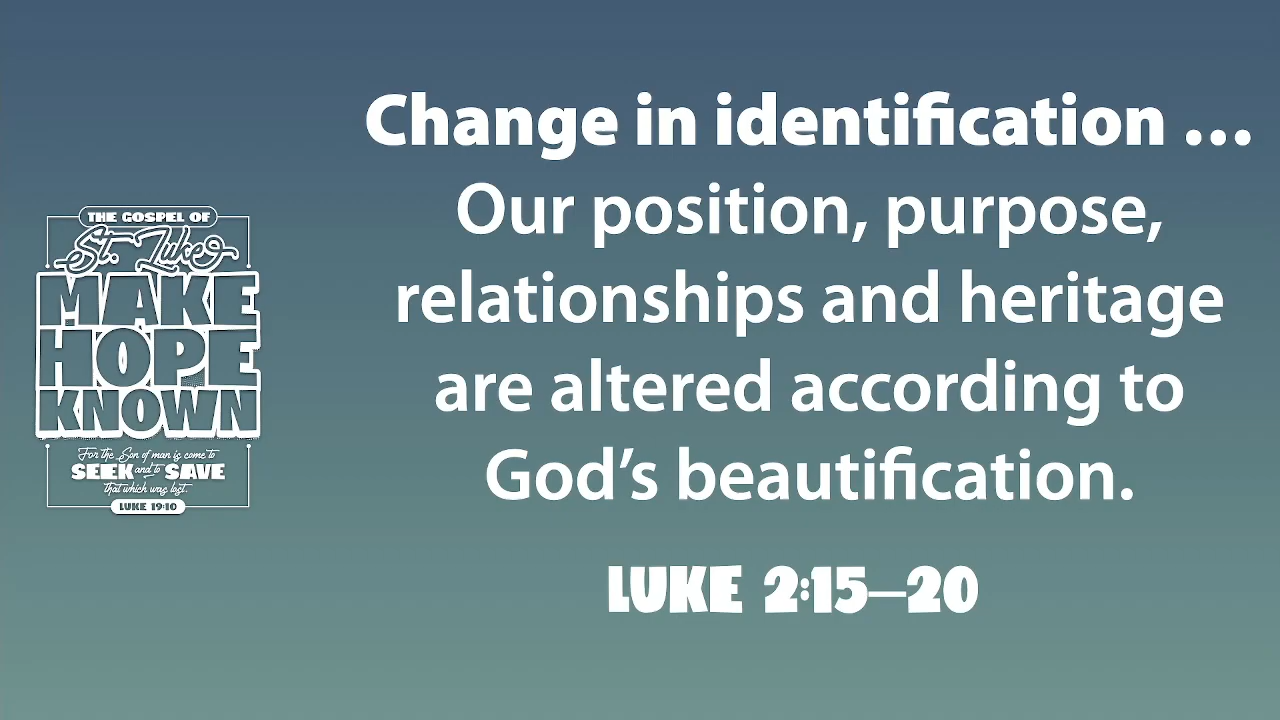 THE GOSPEL OF
St. Luke
MAKE
HOPE
KNOWN
For the Son of man is come to
SEEK and to SAVE
that which was lost.
LUKE 19:10
Change in identification …
Our position, purpose,
relationships and heritage
are altered according to
God’s beautification.
LUKE 2:15–20